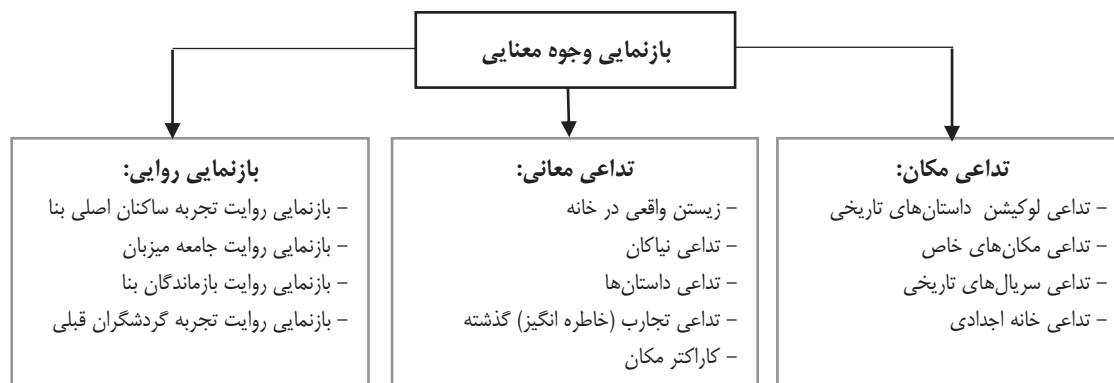 بازنمایی وجوه معنایی
تداعی مکان:
- تداعی لوکیشن داستان‌های تاریخی
- تداعی مکان‌های خاص
- تداعی سریال‌های تاریخی
- تداعی خانه اجدادی
تداعی معانی:
- زیستن واقعی در خانه
- تداعی نیاکان
- تداعی داستان‌ها
- تداعی تجارب (خاطره انگیز) گذشته
- کاراکتر مکان
بازنمایی روایی:
- بازنمایی روایت تجربه ساکنان اصلی بنا
- بازنمایی روایت جامعه میزبان
- بازنمایی روایت بازماندگان بنا
- بازنمایی روایت تجربه گردشگران قبلی